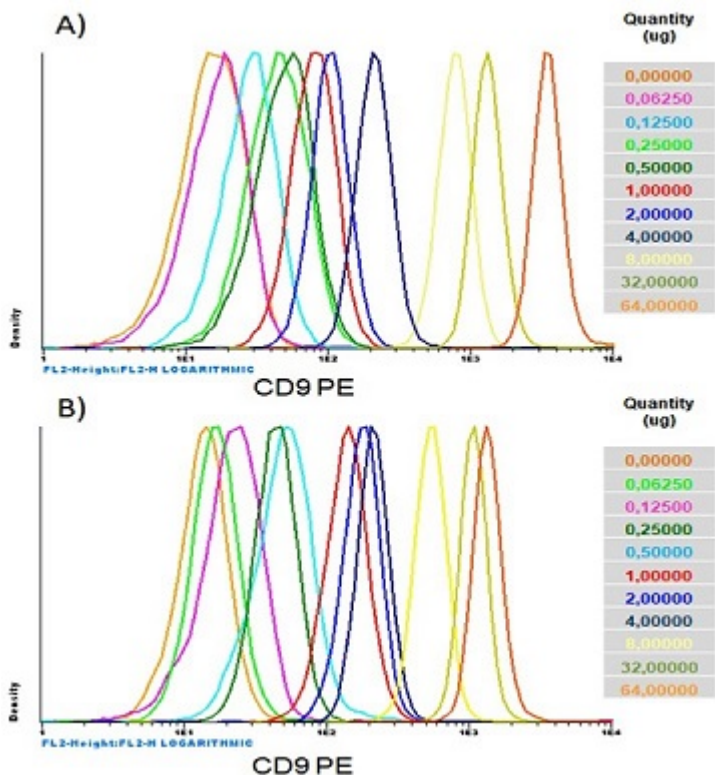 A)
Quantity
(ug)
0,00000
0,06250
0,12500
0,25000
0,50000
1,00000
2,00000
4,00000
8,00000
32,00000
64,00000
Density
1 1E1 1E2 1E3 1E4
FL2-Height:FL2-H LOGARITHMIC
CD9 PE
B)
Quantity
(ug)
0,00000
0,06250
0,12500
0,25000
0,50000
1,00000
2,00000
4,00000
8,00000
32,00000
64,00000
Density
1 1E1 1E2 1E3 1E4
FL2-Height:FL2-H LOGARITHMIC
CD9 PE